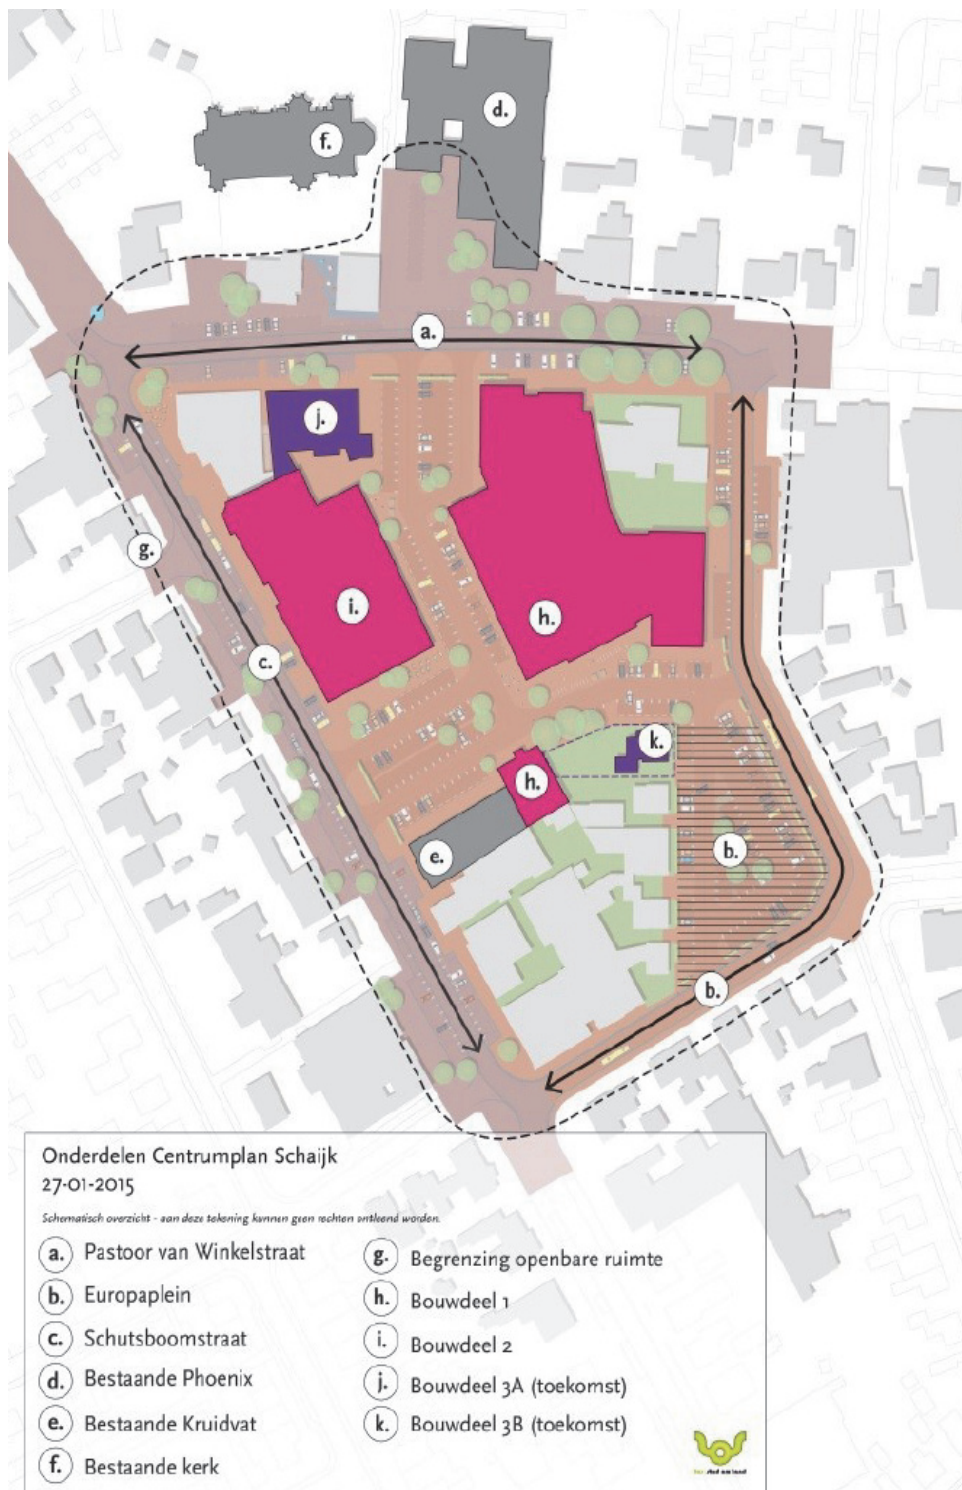 d.
f.
a.
j.
g.
i.
h.
c.
k.
h.
b.
e.
b.
Onderdelen Centrumplan Schaijk
27-01-2015
Schematisch overzicht - aan deze tekening kunnen geen rechten ontleend worden.
a. Pastoor van Winkelstraat
b. Europaplein
c. Schutsboomstraat
d. Bestaande Phoenix
e. Bestaande Kruidvat
f. Bestaande kerk
g. Begrenzing openbare ruimte
h. Bouwdeel 1
i. Bouwdeel 2
j. Bouwdeel 3A (toekomst)
k. Bouwdeel 3B (toekomst)